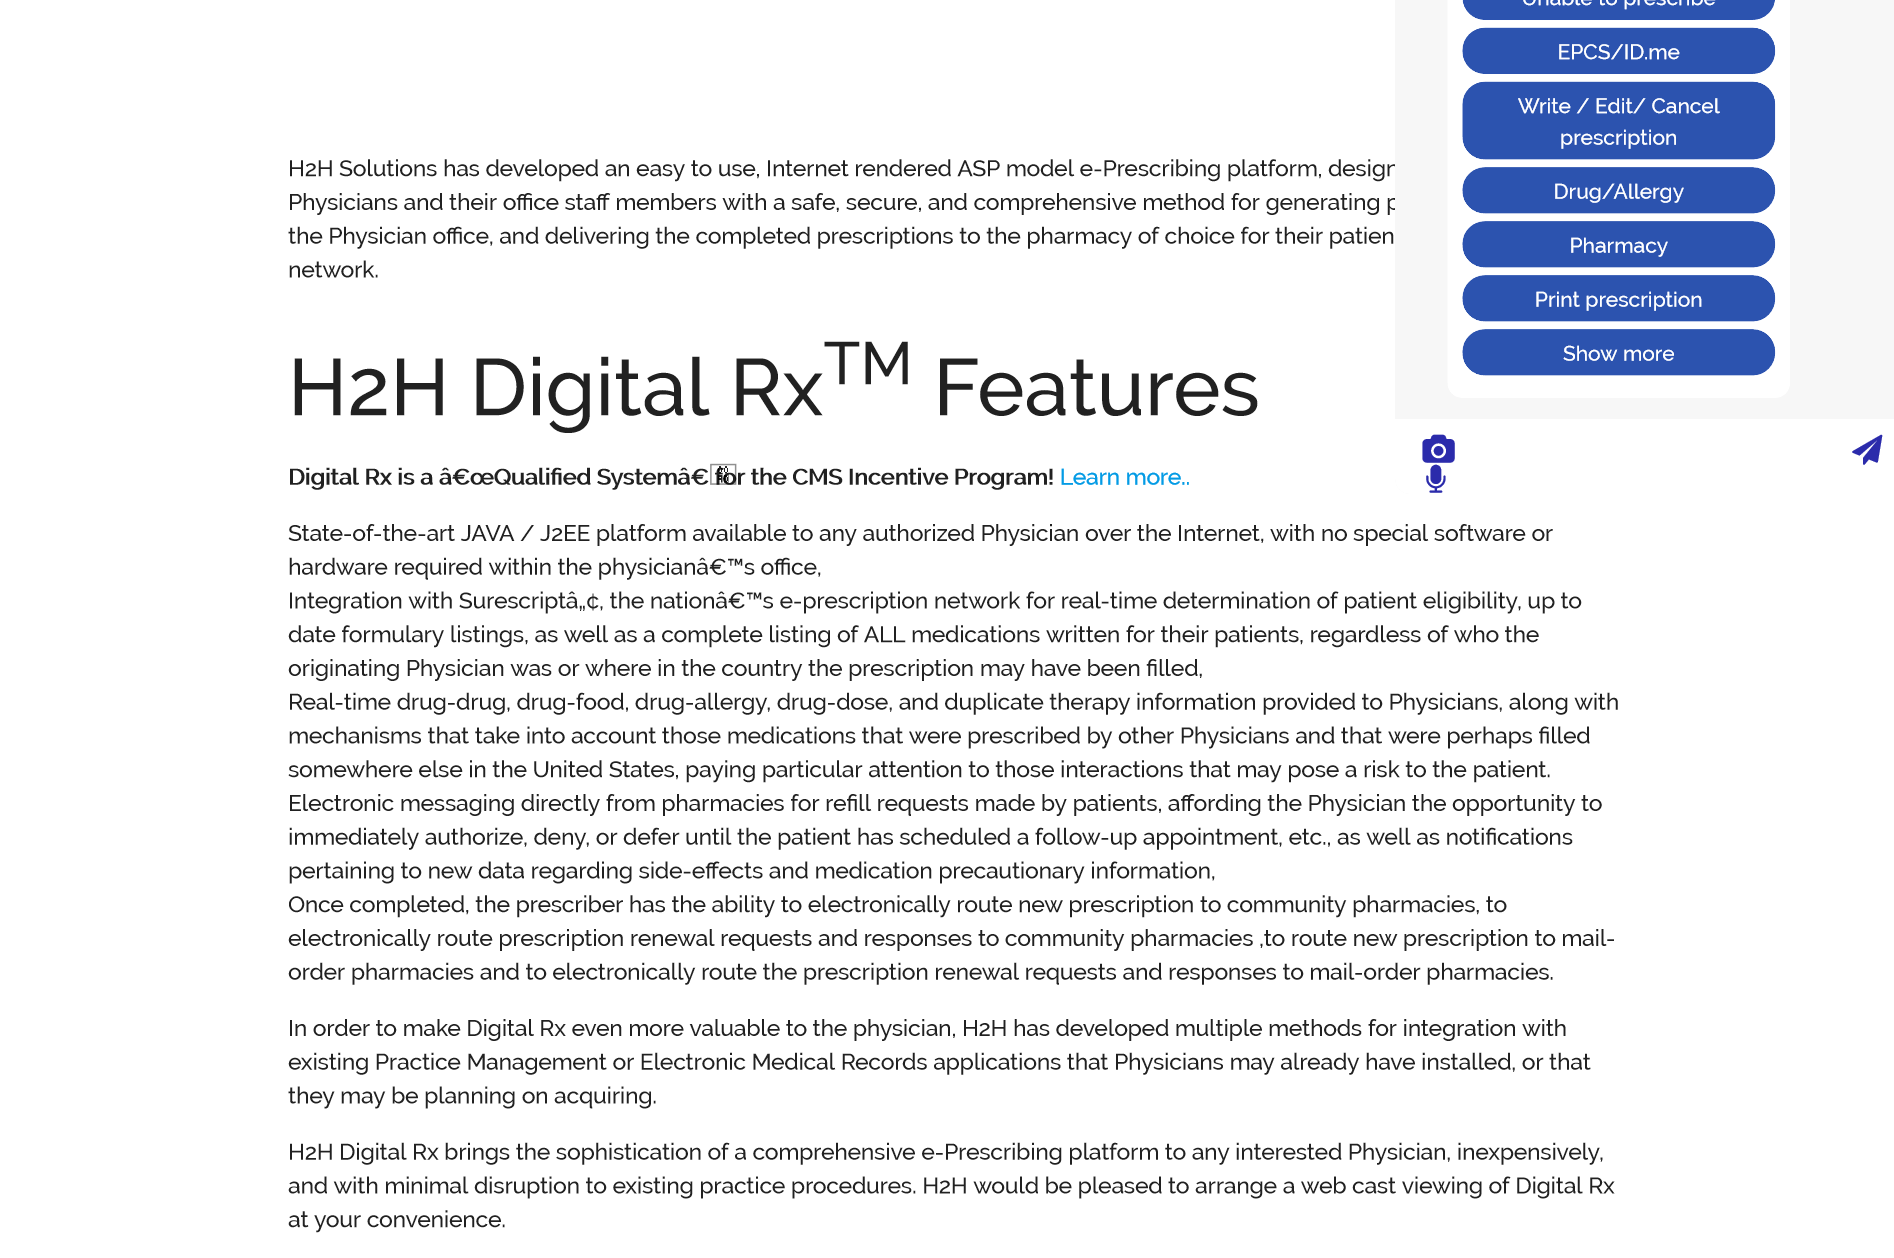 H2H Solutions has developed an easy to use, Internet rendered ASP model e-Prescribing platform, design
Physicians and their office staff members with a safe, secure, and comprehensive method for generating p
the Physician office, and delivering the completed prescriptions to the pharmacy of choice for their patien
network.
H2H Digital Rx™ Features
Digital Rx is a â€œQualified Systemâ€ for the CMS Incentive Program! Learn more..
State-of-the-art JAVA / J2EE platform available to any authorized Physician over the Internet, with no special software or
hardware required within the physicianâ€™s office,
Integration with Surescriptâ„¢, the nationâ€™s e-prescription network for real-time determination of patient eligibility, up to
date formulary listings, as well as a complete listing of ALL medications written for their patients, regardless of who the
originating Physician was or where in the country the prescription may have been filled,
Real-time drug-drug, drug-food, drug-allergy, drug-dose, and duplicate therapy information provided to Physicians, along with
mechanisms that take into account those medications that were prescribed by other Physicians and that were perhaps filled
somewhere else in the United States, paying particular attention to those interactions that may pose a risk to the patient.
Electronic messaging directly from pharmacies for refill requests made by patients, affording the Physician the opportunity to
immediately authorize, deny, or defer until the patient has scheduled a follow-up appointment, etc., as well as notifications
pertaining to new data regarding side-effects and medication precautionary information,
Once completed, the prescriber has the ability to electronically route new prescription to community pharmacies, to
electronically route prescription renewal requests and responses to community pharmacies ,to route new prescription to mail-
order pharmacies and to electronically route the prescription renewal requests and responses to mail-order pharmacies.
In order to make Digital Rx even more valuable to the physician, H2H has developed multiple methods for integration with
existing Practice Management or Electronic Medical Records applications that Physicians may already have installed, or that
they may be planning on acquiring.
H2H Digital Rx brings the sophistication of a comprehensive e-Prescribing platform to any interested Physician, inexpensively,
and with minimal disruption to existing practice procedures. H2H would be pleased to arrange a web cast viewing of Digital Rx
at your convenience.
Unable to prescribe
EPCS/ID.me
Write / Edit/ Cancel
prescription
Drug/Allergy
Pharmacy
Print prescription
Show more